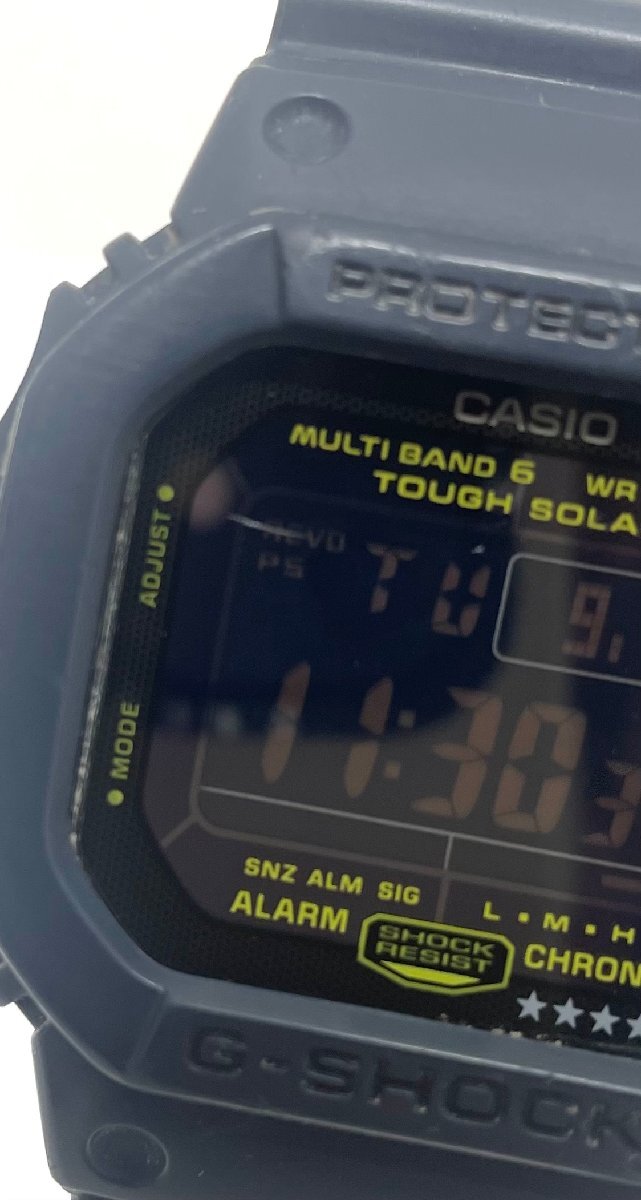 PROTECT
CASIO
MULTI BAND 6 WR
TOUGH SOLA
ADJUST
RCVD
PS TU 9
11:30
MODE
SNZ ALM SIG
ALARM L ▪ M ▪ H
SHOCK RESIST
CHRON
★★★★
G-SHOCK